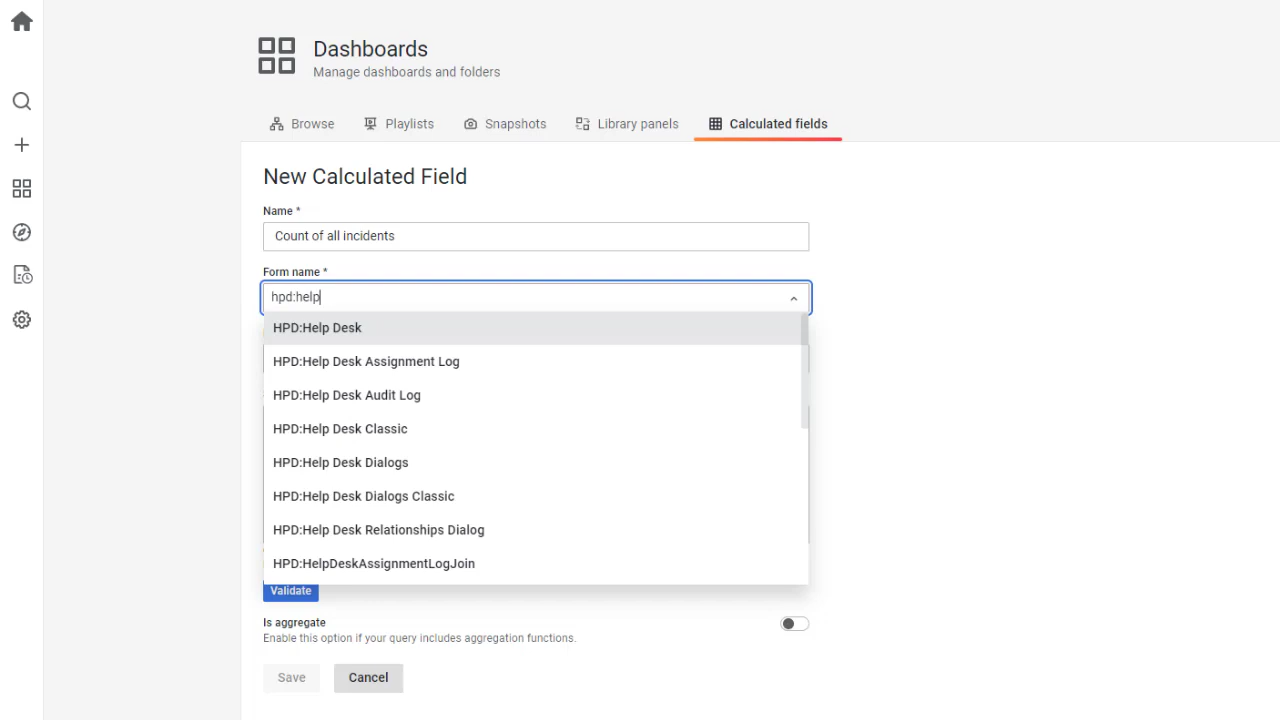 Dashboards
Manage dashboards and folders
Browse Playlists Snapshots Library panels Calculated fields
New Calculated Field
Name *
Count of all incidents
Form name *
hpd:help
HPD:Help Desk
HPD:Help Desk Assignment Log
HPD:Help Desk Audit Log
HPD:Help Desk Classic
HPD:Help Desk Dialogs
HPD:Help Desk Dialogs Classic
HPD:Help Desk Relationships Dialog
HPD:HelpDeskAssignmentLogJoin
Validate
Is aggregate
Enable this option if your query includes aggregation functions.
Save Cancel